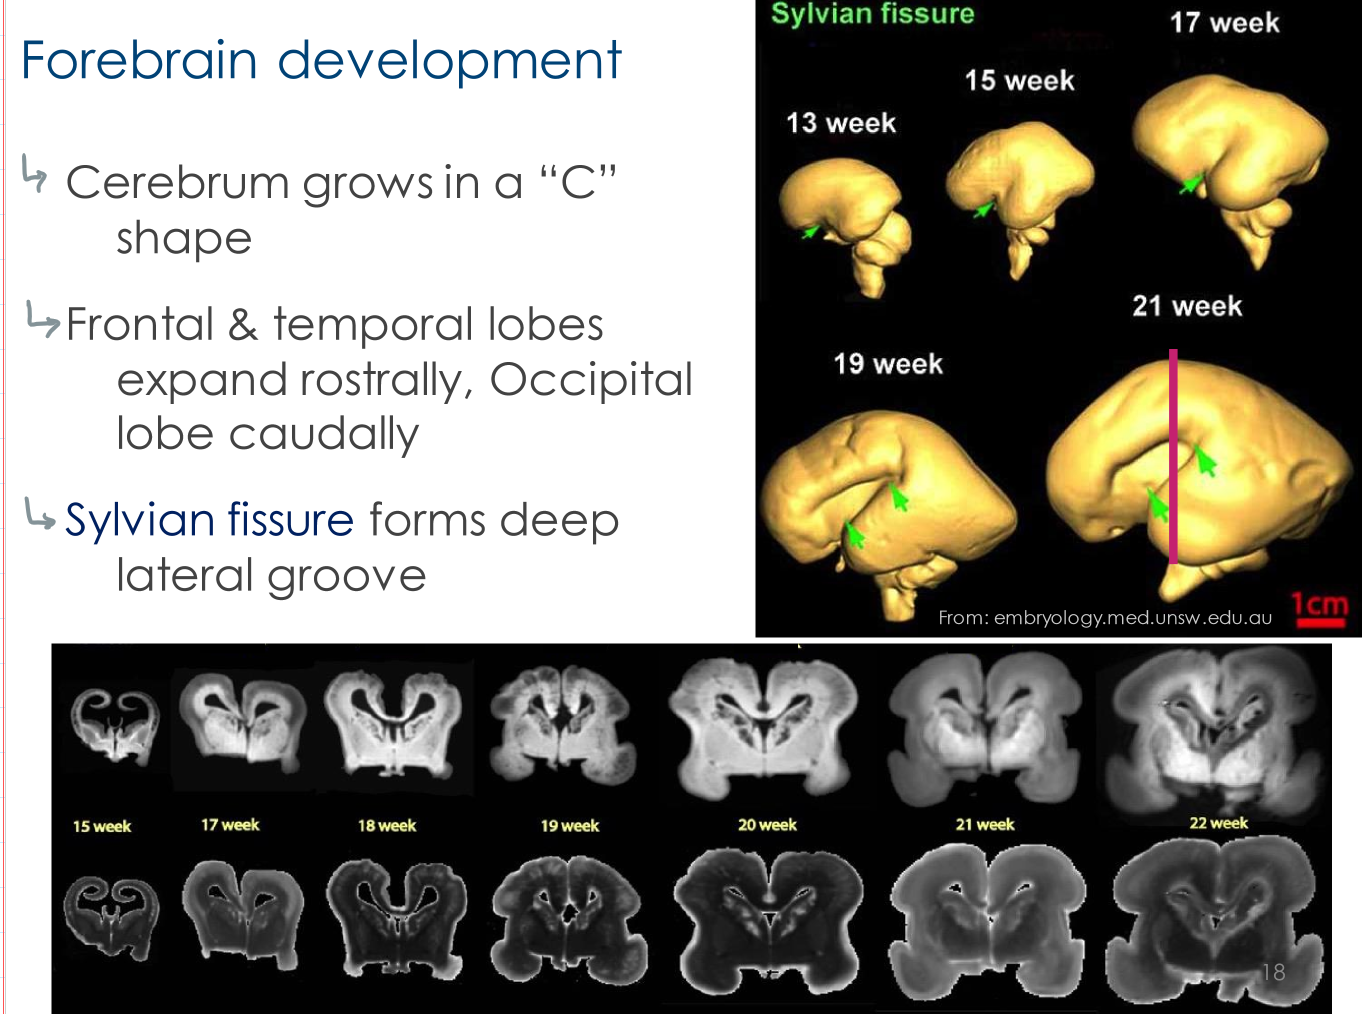 Forebrain development
Cerebrum grows in a “C”
shape
Frontal & temporal lobes
expand rostrally, Occipital
lobe caudally
Sylvian fissure forms deep
lateral groove
Sylvian fissure
13 week
15 week
17 week
19 week
21 week
From: embryology.med.unsw.edu.au
1cm
15 week
17 week
18 week
19 week
20 week
21 week
22 week
18